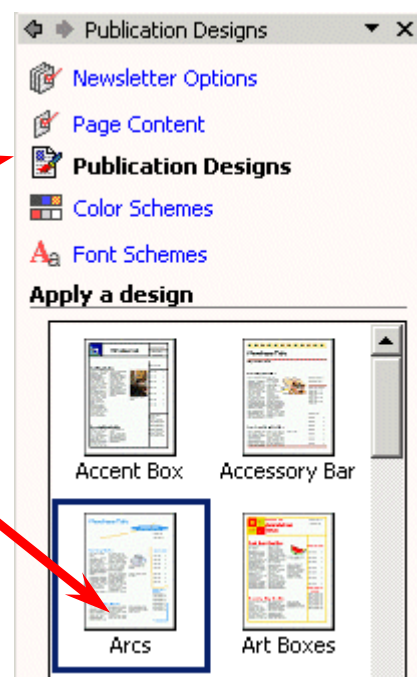 Publication Designs
Newsletter Options
Page Content
Publication Designs
Color Schemes
Aa Font Schemes
Apply a design
Accent Box Accessory Bar
Arcs Art Boxes